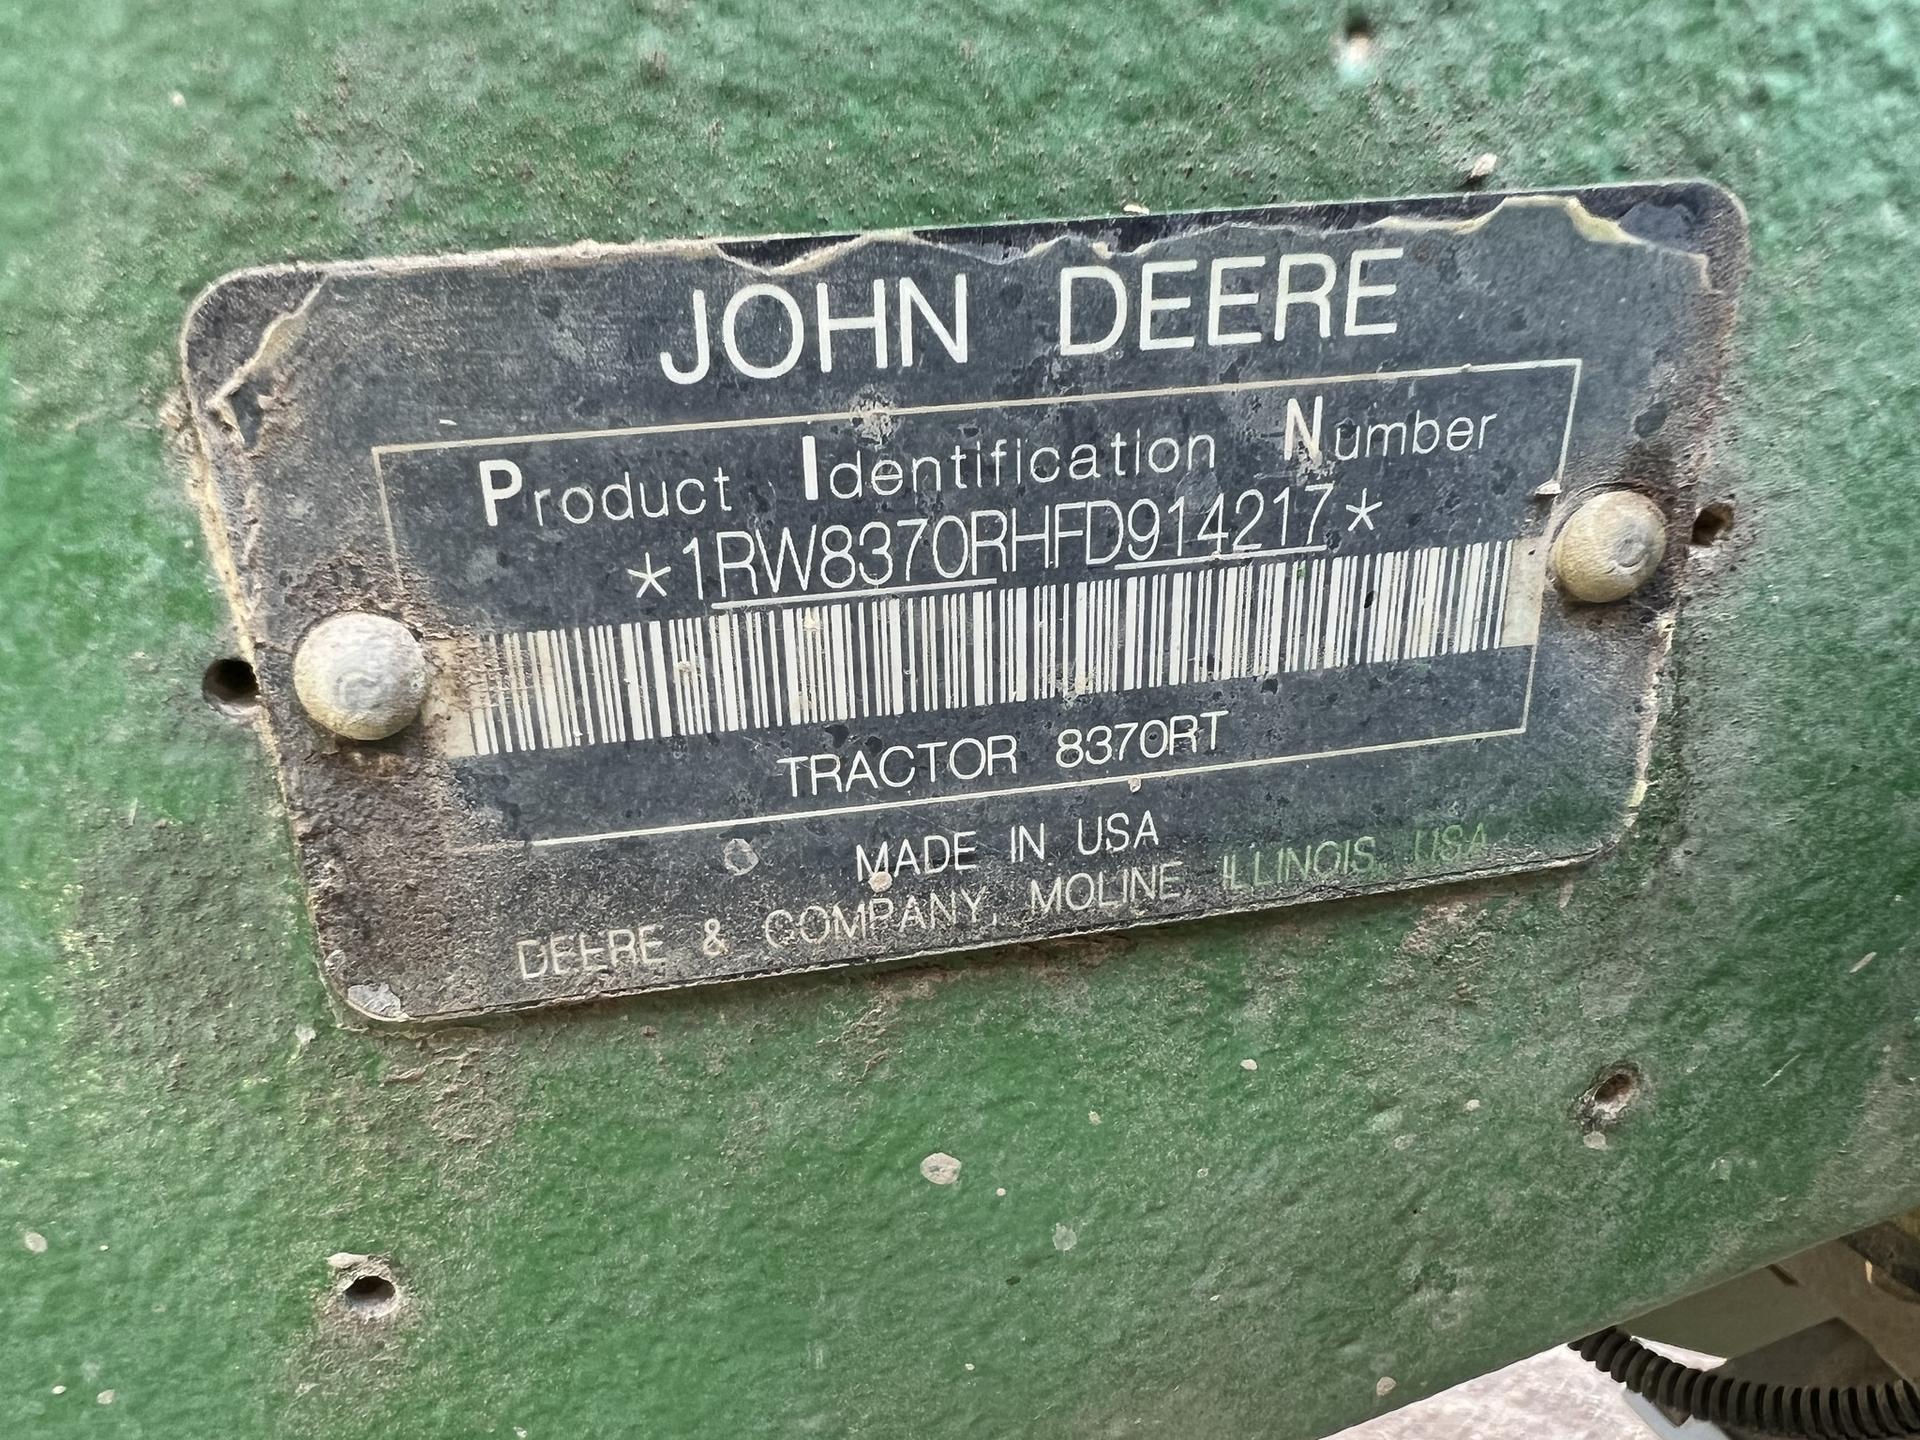 JOHN DEERE
Product Identification Number
*1RW8370RHFD914217*
TRACTOR 8370RT
MADE IN USA
DEERE & COMPANY, MOLINE, ILLINOIS, USA